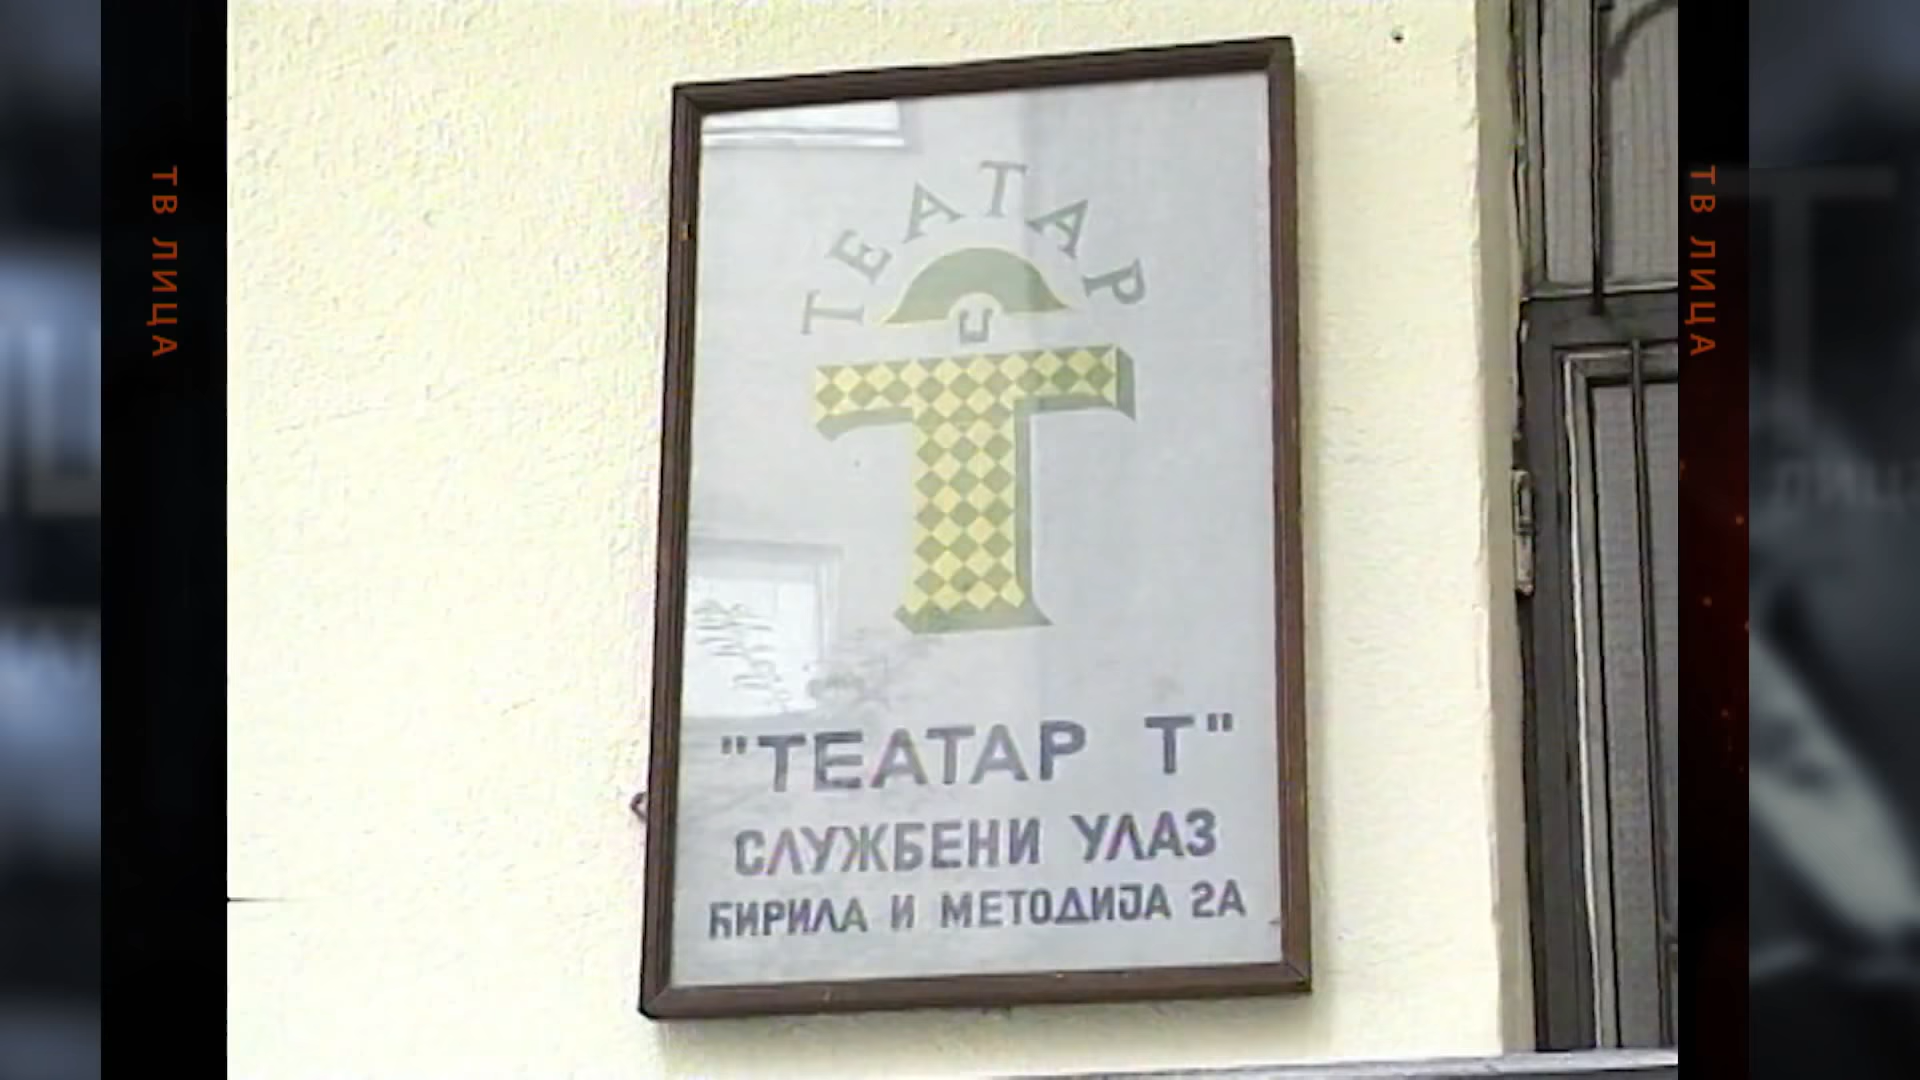 ТВ ЛИЦА
ТЕАТАР
Т
"ТЕАТАР Т"
СЛУЖБЕНИ УЛАЗ
ЋИРИЛА И МЕТОДИЈА 2А
ТВ ЛИЦА